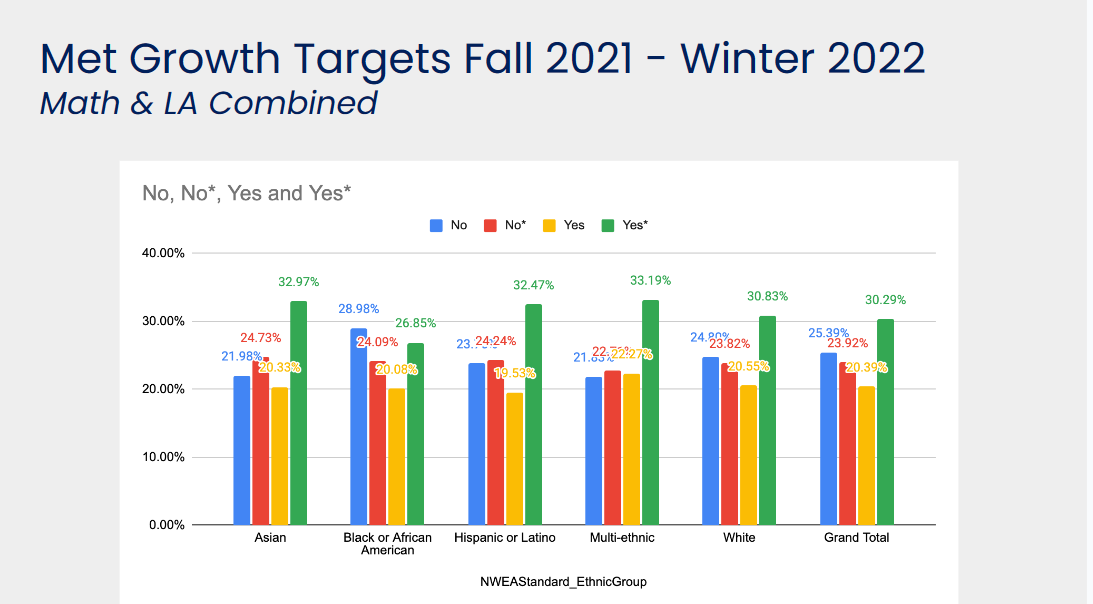 Met Growth Targets Fall 2021 - Winter 2022
Math & LA Combined
No, No*, Yes and Yes*
No No* Yes Yes*
40.00%
30.00%
20.00%
10.00%
0.00%
21.98% 24.73% 20.33% 32.97%
28.98% 24.09% 20.08% 26.85%
24.24% 19.53% 32.47%
21.83% 22.27% 33.19%
24.80% 23.82% 20.55% 30.83%
25.39% 23.92% 20.39% 30.29%
Asian Black or African Hispanic or Latino Multi-ethnic White Grand Total
American
NWEAStandard_EthnicGroup